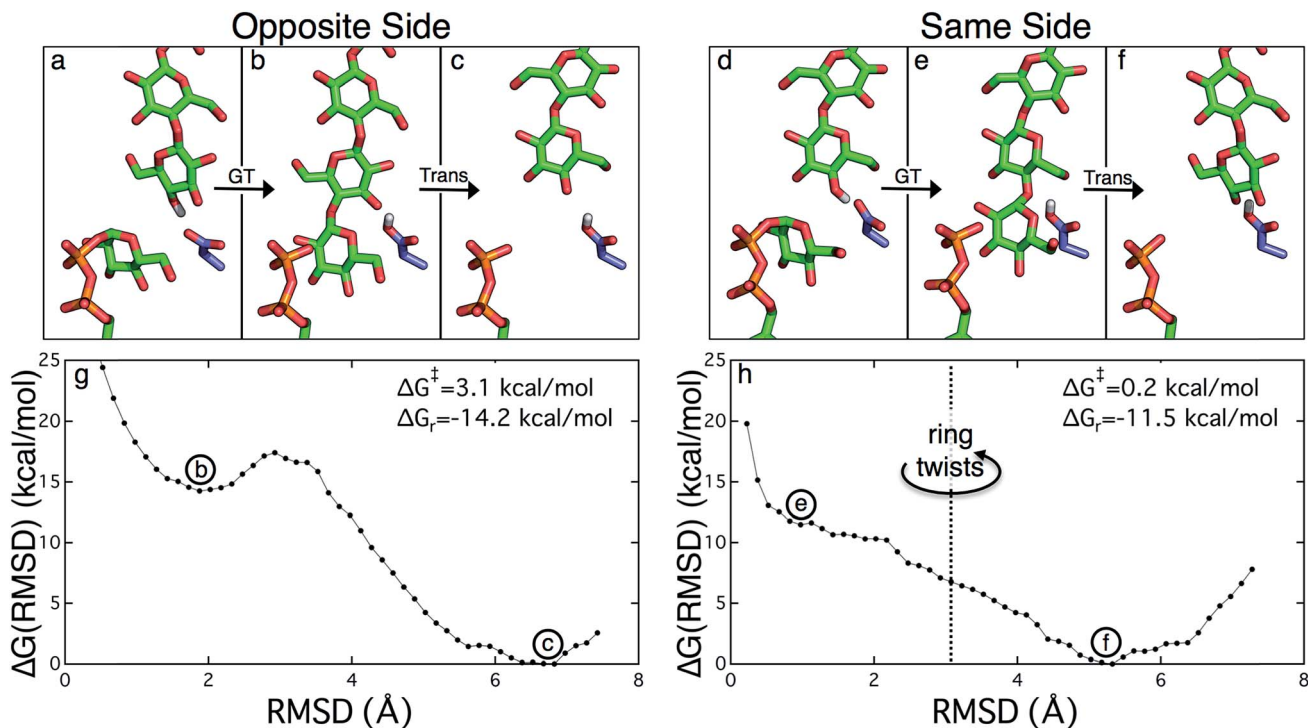 Opposite Side
Same Side
a
b
c
GT
Trans
d
e
f
GT
Trans
g
ΔG‡=3.1 kcal/mol
ΔGr=-14.2 kcal/mol
b
c
ΔG(RMSD) (kcal/mol)
25
20
15
10
5
0
0 2 4 6 8
RMSD (Å)
h
ΔG‡=0.2 kcal/mol
ΔGr=-11.5 kcal/mol
ring
twists
e
f
ΔG(RMSD) (kcal/mol)
25
20
15
10
5
0
0 2 4 6 8
RMSD (Å)